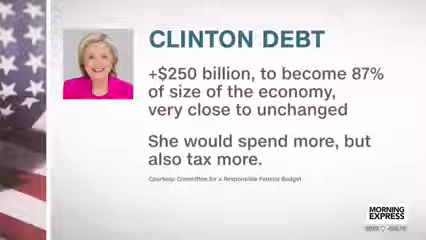 CLINTON DEBT
+$250 billion, to become 87%
of size of the economy,
very close to unchanged
She would spend more, but
also tax more.
Courtesy: Committee for a Responsible Federal Budget
MORNING
EXPRESS